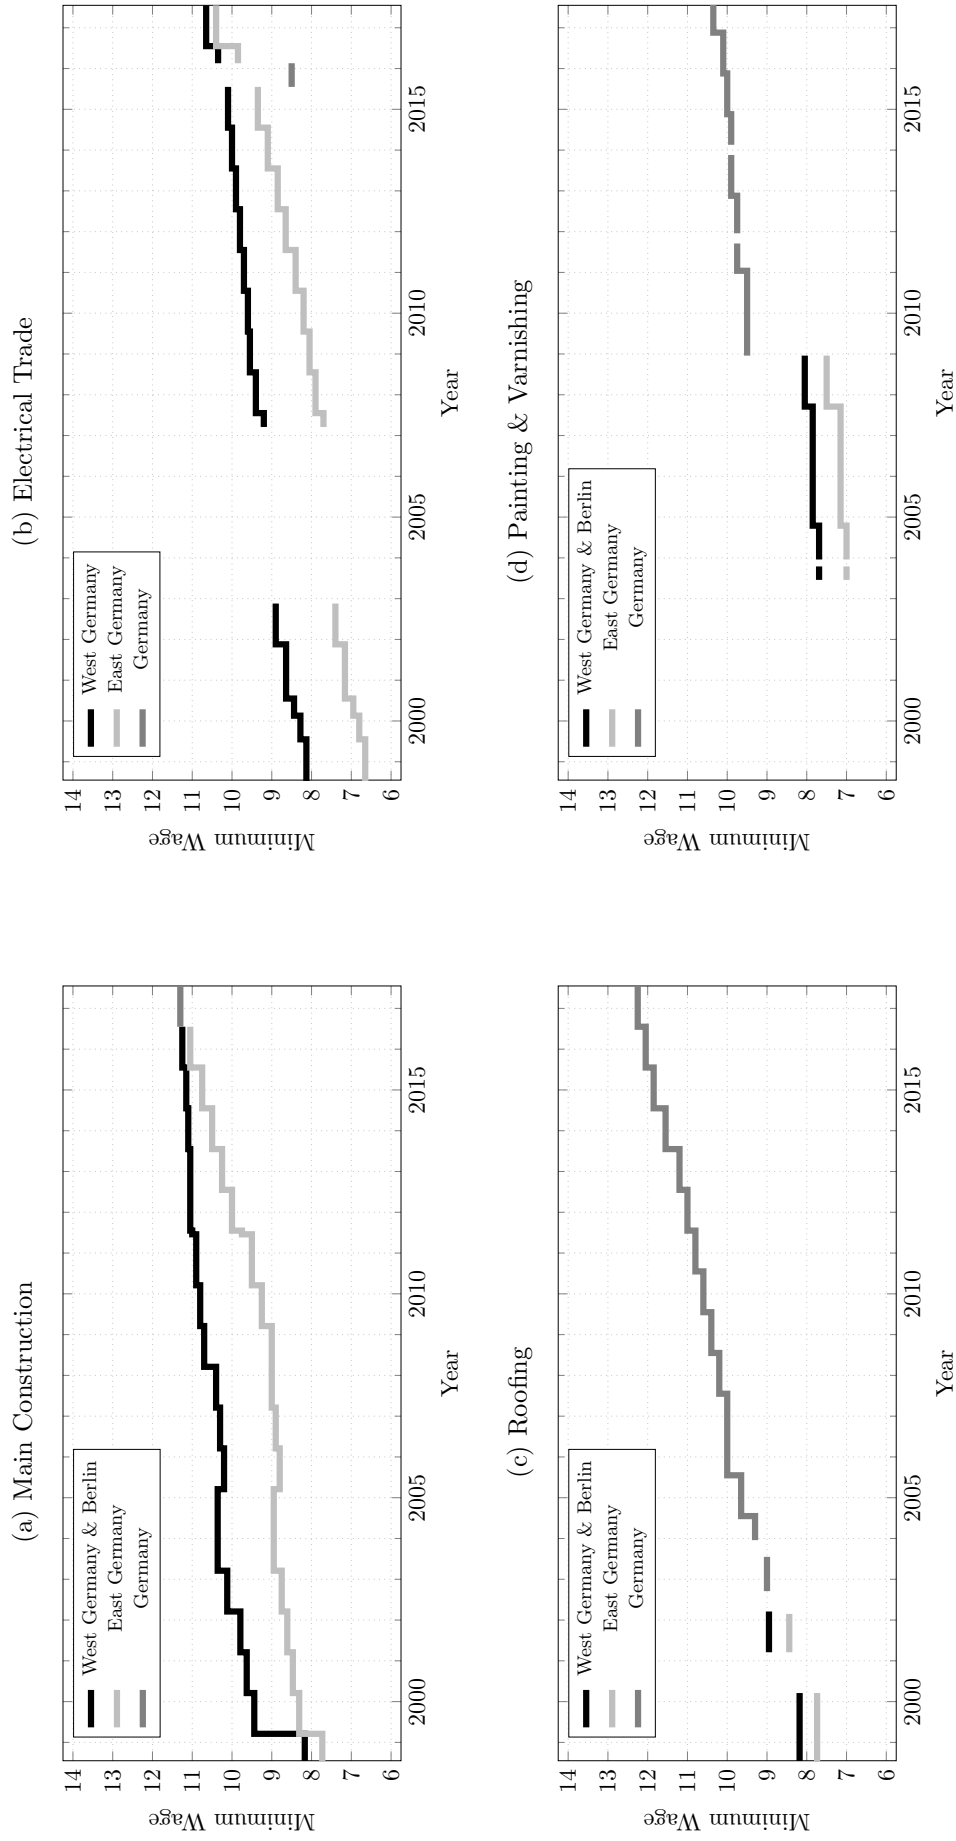 (a) Main Construction
West Germany & Berlin
East Germany
Germany
14
13
12
11
10
9
8
7
6
Minimum Wage
2000
2005
2010
2015
Year
(b) Electrical Trade
West Germany
East Germany
Germany
14
13
12
11
10
9
8
7
6
Minimum Wage
2000
2005
2010
2015
Year
(c) Roofing
West Germany & Berlin
East Germany
Germany
14
13
12
11
10
9
8
7
6
Minimum Wage
2000
2005
2010
2015
Year
(d) Painting & Varnishing
West Germany & Berlin
East Germany
Germany
14
13
12
11
10
9
8
7
6
Minimum Wage
2000
2005
2010
2015
Year